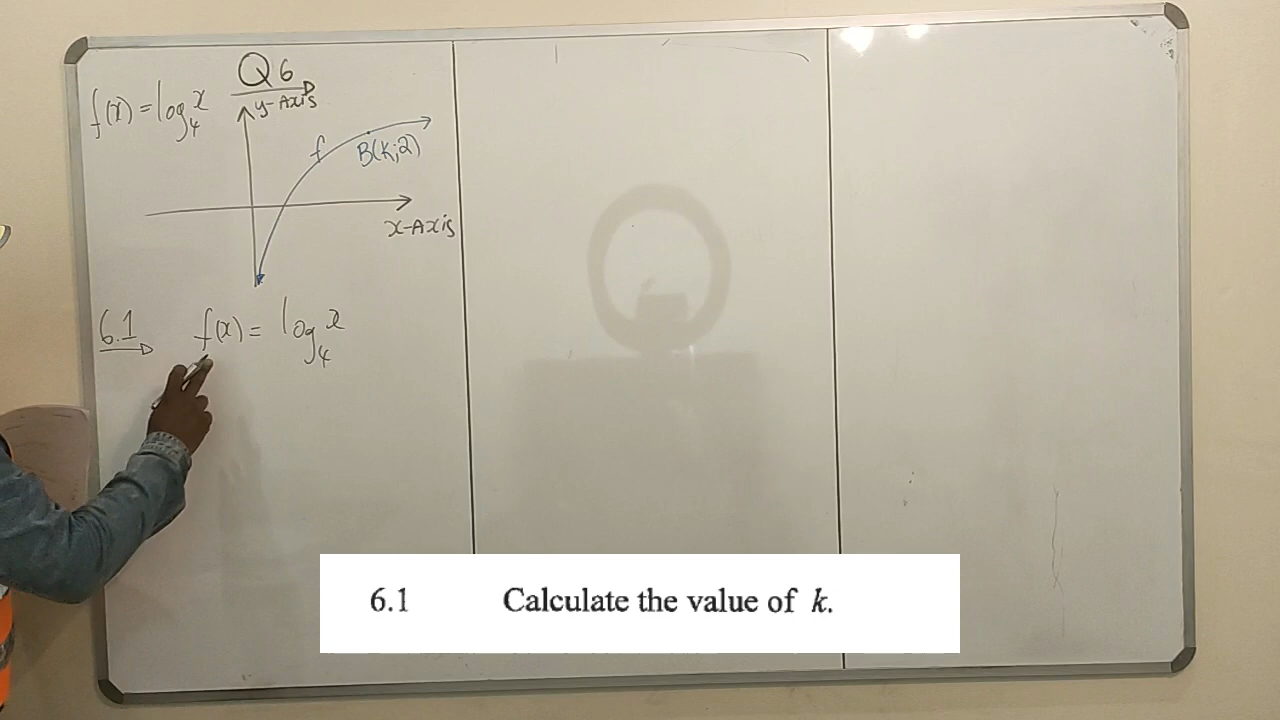 Q6
f(x) = log₄ x
y-Axis
f
B(k;2)
x-Axis
6.1 f(x) = log₄ x
6.1 Calculate the value of k.